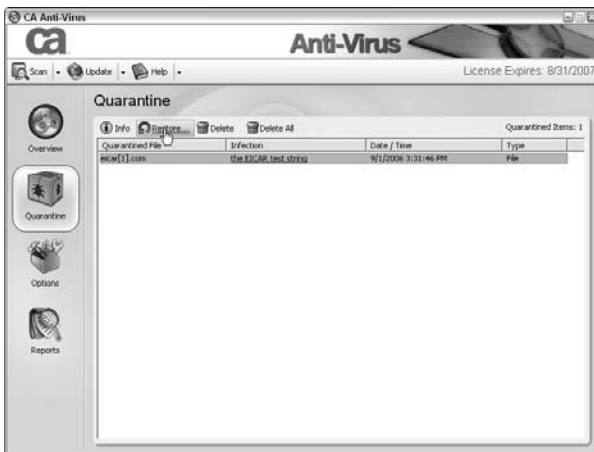 CA Anti-Virus
ca
Anti-Virus
Scan
Update
Help
License Expires: 8/31/2007
Overview
Quarantine
Options
Reports
Quarantine
Info Restore... Delete Delete All
Quarantined Items: 1
Quarantined File Infection Date / Time Type
eicar[1].com the EICAR test string 9/1/2006 3:31:46 PM File